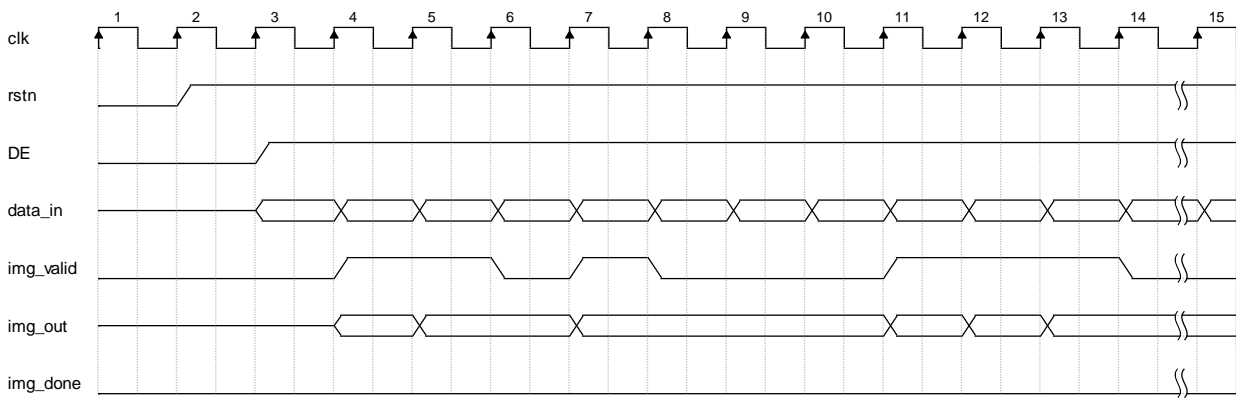 1 2 3 4 5 6 7 8 9 10 11 12 13 14 15
clk
rstn
DE
data_in
img_valid
img_out
img_done